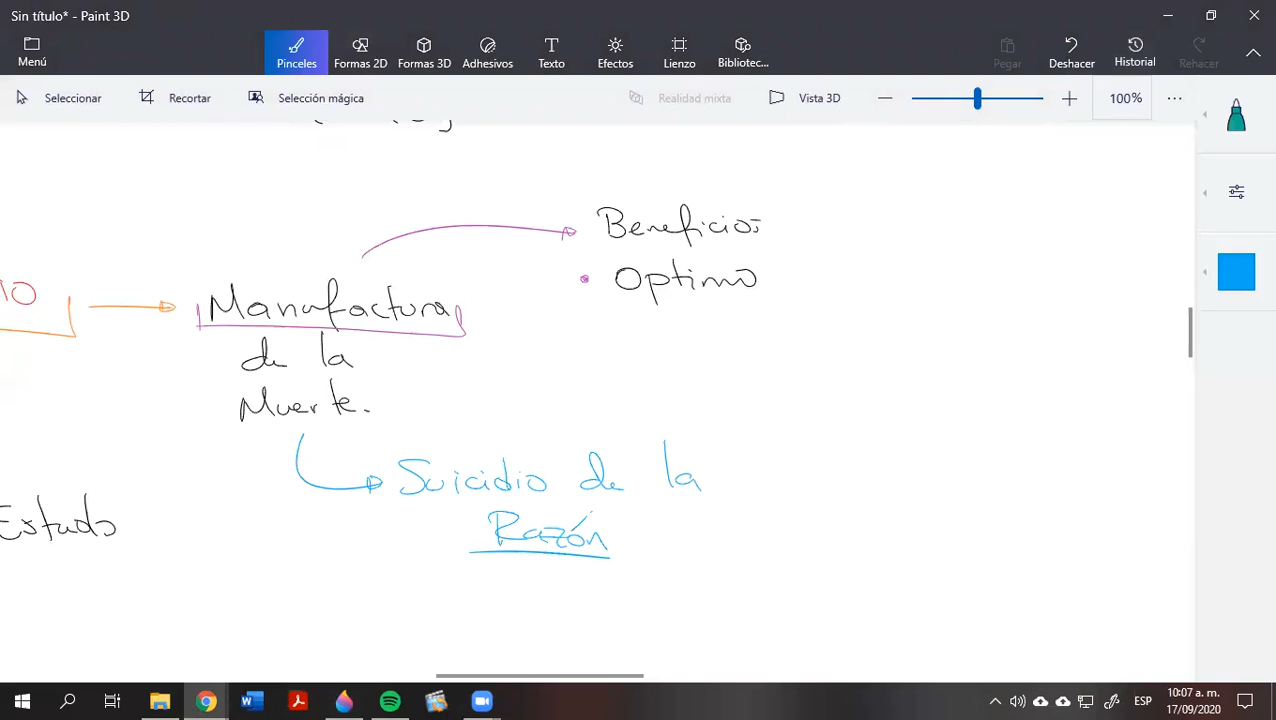 Sin título* - Paint 3D
Menú
Pinceles
Formas 2D
Formas 3D
Adhesivos
Texto
Efectos
Lienzo
Bibliotec...
Pegar
Deshacer
Historial
Rehacer
Seleccionar
Recortar
Selección mágica
Realidad mixta
Vista 3D
100%
Beneficios
• Optimo
Manufactura
de la
Muerte.
Suicidio de la
Razón
Estudo
ESP
10:07 a. m.
17/09/2020